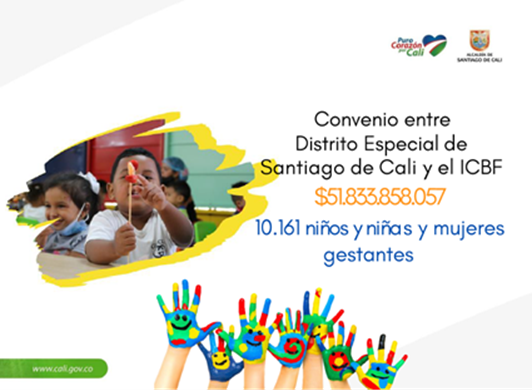 Puro
Corazón
por
Cali
ALCALDÍA DE
SANTIAGO DE CALI
Convenio entre
Distrito Especial de
Santiago de Cali y el ICBF
$51.833.858.057
10.161 niños y niñas y mujeres
gestantes
www.cali.gov.co